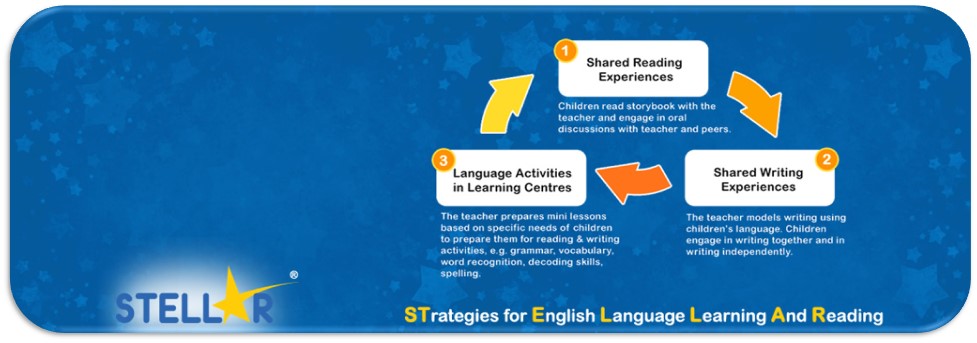 1
Shared Reading
Experiences
Children read storybook with the
teacher and engage in oral
discussions with teacher and peers.
2
Shared Writing
Experiences
The teacher models writing using
children's language. Children
engage in writing together and in
writing independently.
3
Language Activities
in Learning Centres
The teacher prepares mini lessons
based on specific needs of children
to prepare them for reading & writing
activities, e.g. grammar, vocabulary,
word recognition, decoding skills,
spelling.
STELLAR ®
STrategies for English Language Learning And Reading